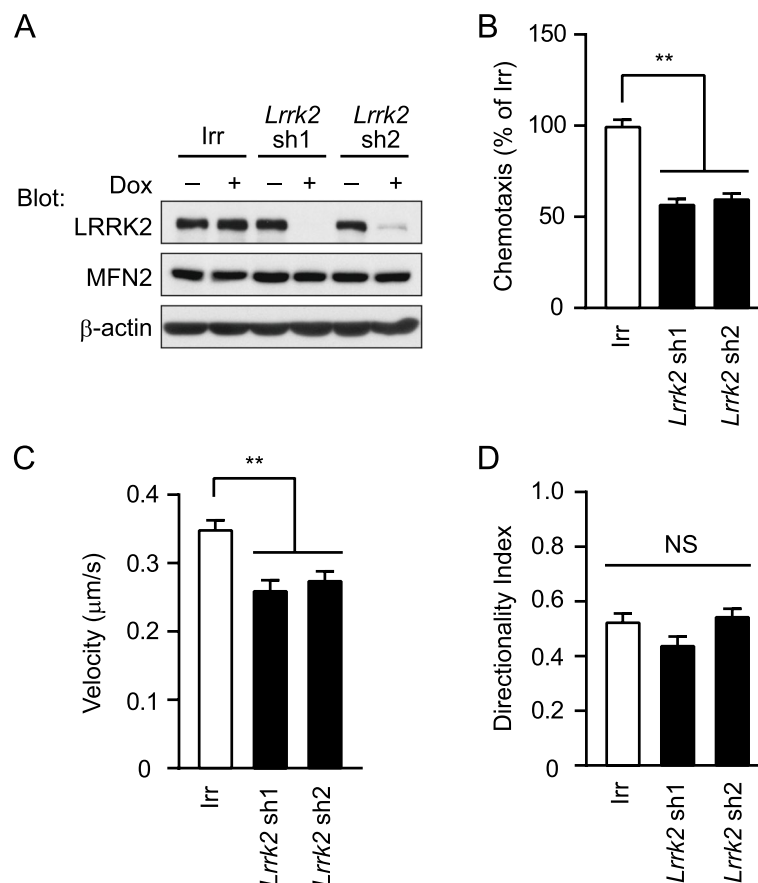 A
Irr
Lrrk2
sh1
Lrrk2
sh2
Blot:
Dox
– + – + – +
LRRK2
MFN2
β-actin
B
Chemotaxis (% of Irr)
150
100
50
0
**
Irr
Lrrk2 sh1
Lrrk2 sh2
C
Velocity (μm/s)
0.4
0.3
0.2
0.1
0
**
Irr
Lrrk2 sh1
Lrrk2 sh2
D
Directionality Index
1.0
0.8
0.6
0.4
0.2
0
NS
Irr
Lrrk2 sh1
Lrrk2 sh2